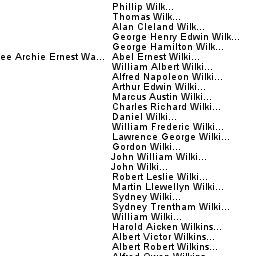 Phillip Wilk...
Thomas Wilk...
Alan Cleland Wilk...
George Henry Edwin Wilk...
George Hamilton Wilk...
ee Archie Ernest Wa... Abel Ernest Wilki...
William Albert Wilki...
Alfred Napoleon Wilki...
Arthur Edwin Wilki...
Marcus Austin Wilki...
Charles Richard Wilki...
Daniel Wilki...
William Frederic Wilki...
Lawrence George Wilki...
Gordon Wilki...
John William Wilki...
John Wilki...
Robert Leslie Wilki...
Martin Llewellyn Wilki...
Sydney Wilki...
Sydney Trentham Wilki...
William Wilki...
Harold Aicken Wilkins...
Albert Victor Wilkins...
Albert Robert Wilkins...
Alfred Owen Wilkins...